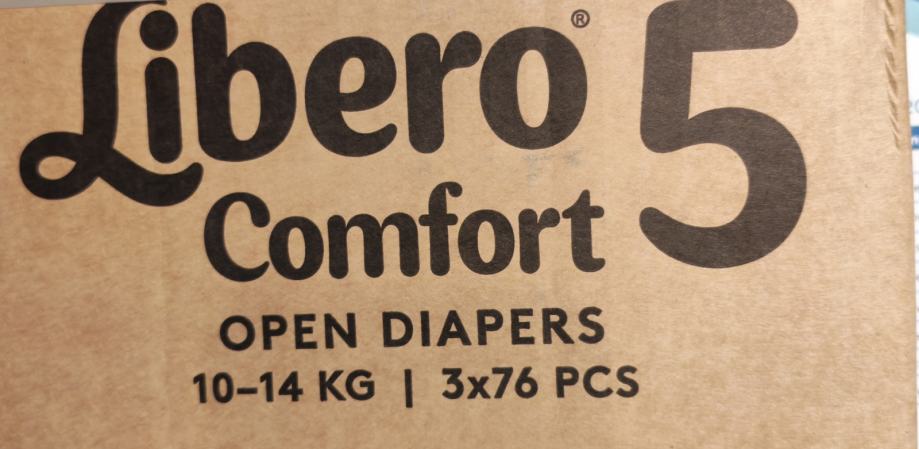 Libero® 5
Comfort
OPEN DIAPERS
10–14 KG | 3x76 PCS